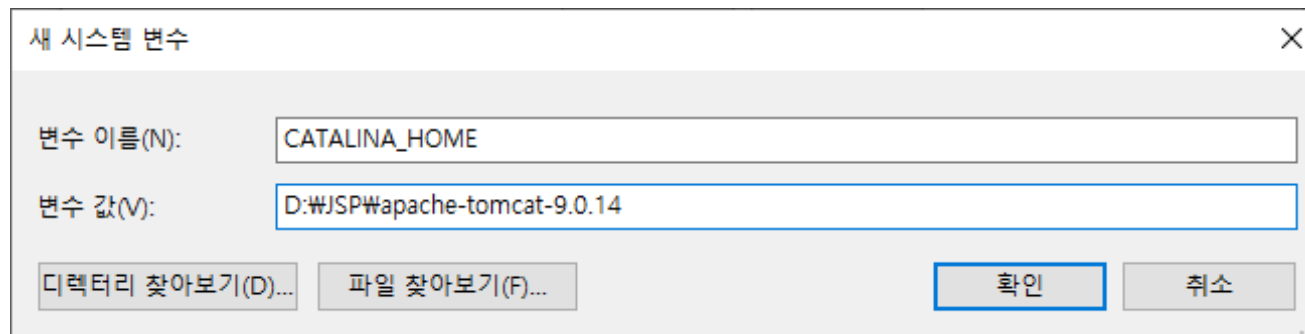 새 시스템 변수
변수 이름(N): CATALINA_HOME
변수 값(V): D:₩JSP₩apache-tomcat-9.0.14
디렉터리 찾아보기(D)... 파일 찾아보기(F)... 확인 취소